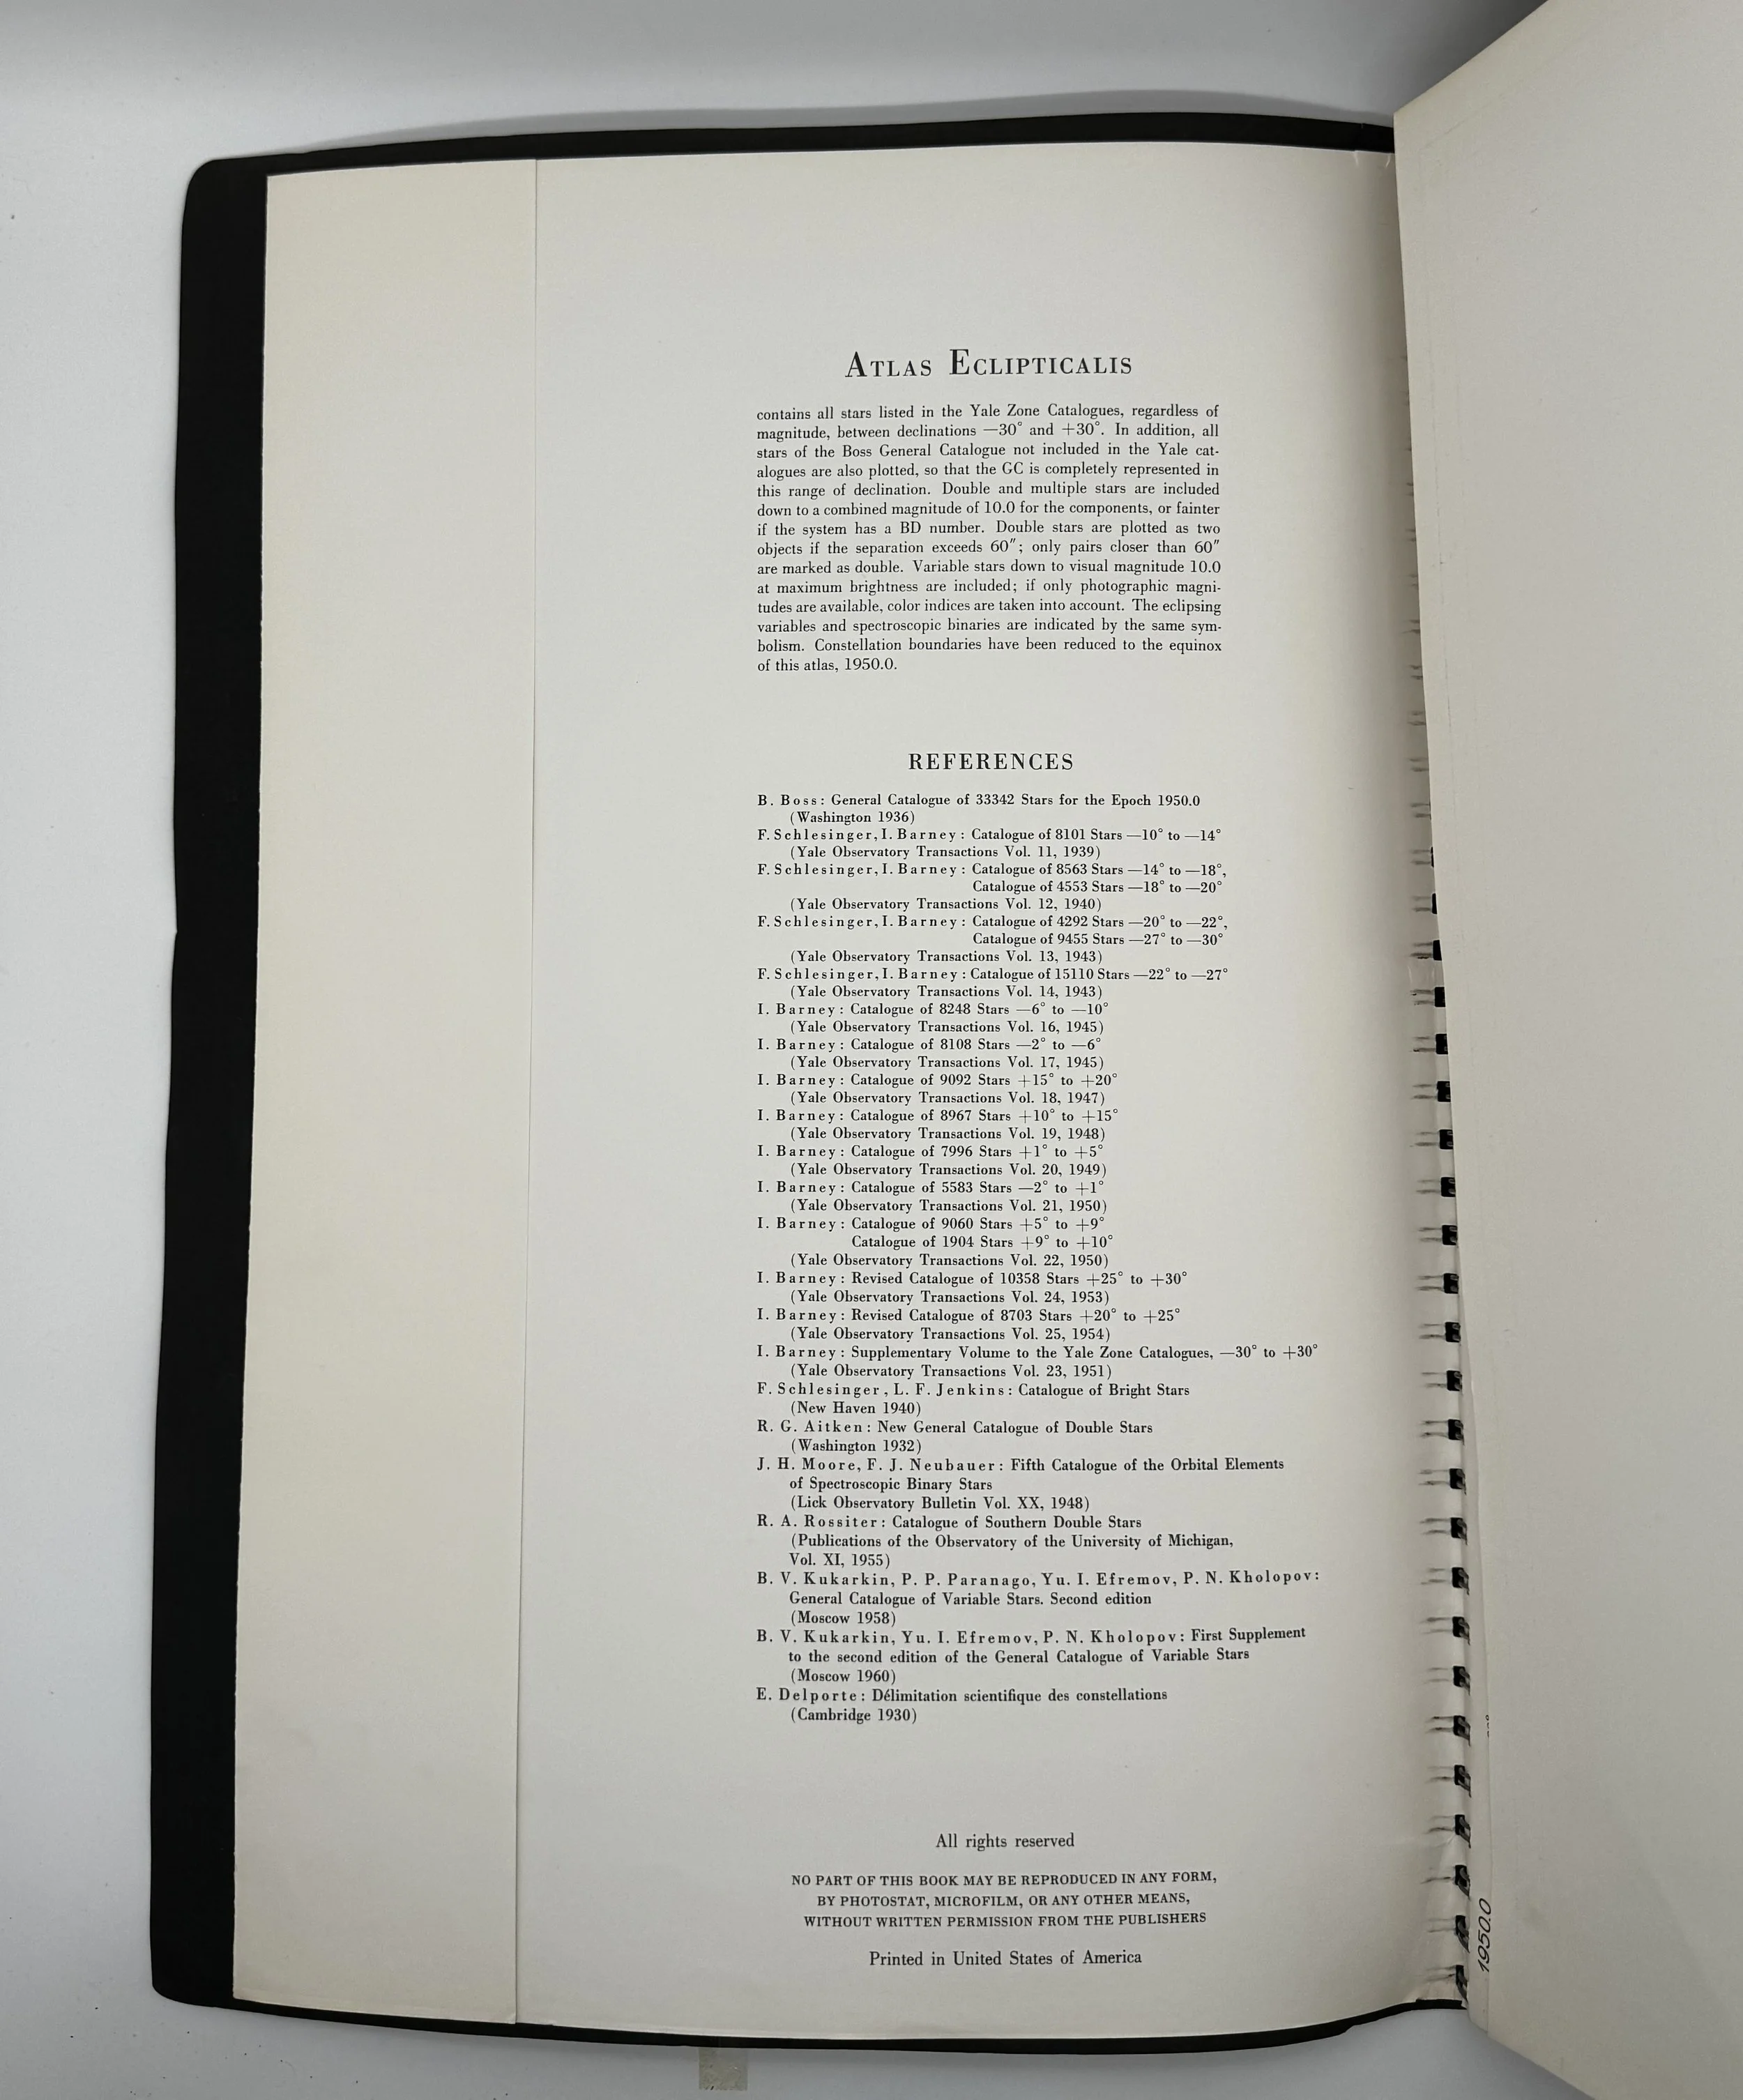 ATLAS ECLIPTICALIS
contains all stars listed in the Yale Zone Catalogues, regardless of
magnitude, between declinations —30° and +30°. In addition, all
stars of the Boss General Catalogue not included in the Yale cat-
alogues are also plotted, so that the GC is completely represented in
this range of declination. Double and multiple stars are included
down to a combined magnitude of 10.0 for the components, or fainter
if the system has a BD number. Double stars are plotted as two
objects if the separation exceeds 60″; only pairs closer than 60″
are marked as double. Variable stars down to visual magnitude 10.0
at maximum brightness are included; if only photographic magni-
tudes are available, color indices are taken into account. The eclipsing
variables and spectroscopic binaries are indicated by the same sym-
bolism. Constellation boundaries have been reduced to the equinox
of this atlas, 1950.0.
REFERENCES
B. Boss: General Catalogue of 33342 Stars for the Epoch 1950.0
(Washington 1936)
F. Schlesinger, I. Barney: Catalogue of 8101 Stars —10° to —14°
(Yale Observatory Transactions Vol. 11, 1939)
F. Schlesinger, I. Barney: Catalogue of 8563 Stars —14° to —18°,
Catalogue of 4553 Stars —18° to —20°
(Yale Observatory Transactions Vol. 12, 1940)
F. Schlesinger, I. Barney: Catalogue of 4292 Stars —20° to —22°,
Catalogue of 9455 Stars —27° to —30°
(Yale Observatory Transactions Vol. 13, 1943)
F. Schlesinger, I. Barney: Catalogue of 15110 Stars —22° to —27°
(Yale Observatory Transactions Vol. 14, 1943)
I. Barney: Catalogue of 8248 Stars —6° to —10°
(Yale Observatory Transactions Vol. 16, 1945)
I. Barney: Catalogue of 8108 Stars —2° to —6°
(Yale Observatory Transactions Vol. 17, 1945)
I. Barney: Catalogue of 9092 Stars +15° to +20°
(Yale Observatory Transactions Vol. 18, 1947)
I. Barney: Catalogue of 8967 Stars +10° to +15°
(Yale Observatory Transactions Vol. 19, 1948)
I. Barney: Catalogue of 7996 Stars +1° to +5°
(Yale Observatory Transactions Vol. 20, 1949)
I. Barney: Catalogue of 5583 Stars —2° to +1°
(Yale Observatory Transactions Vol. 21, 1950)
I. Barney: Catalogue of 9060 Stars +5° to +9°
Catalogue of 1904 Stars +9° to +10°
(Yale Observatory Transactions Vol. 22, 1950)
I. Barney: Revised Catalogue of 10358 Stars +25° to +30°
(Yale Observatory Transactions Vol. 24, 1953)
I. Barney: Revised Catalogue of 8703 Stars +20° to +25°
(Yale Observatory Transactions Vol. 25, 1954)
I. Barney: Supplementary Volume to the Yale Zone Catalogues, —30° to +30°
(Yale Observatory Transactions Vol. 23, 1951)
F. Schlesinger, L. F. Jenkins: Catalogue of Bright Stars
(New Haven 1940)
R. G. Aitken: New General Catalogue of Double Stars
(Washington 1932)
J. H. Moore, F. J. Neubauer: Fifth Catalogue of the Orbital Elements
of Spectroscopic Binary Stars
(Lick Observatory Bulletin Vol. XX, 1948)
R. A. Rossiter: Catalogue of Southern Double Stars
(Publications of the Observatory of the University of Michigan,
Vol. XI, 1955)
B. V. Kukarkin, P. P. Paranago, Yu. I. Efremov, P. N. Kholopov:
General Catalogue of Variable Stars. Second edition
(Moscow 1958)
B. V. Kukarkin, Yu. I. Efremov, P. N. Kholopov: First Supplement
to the second edition of the General Catalogue of Variable Stars
(Moscow 1960)
E. Delporte: Délimitation scientifique des constellations
(Cambridge 1930)
All rights reserved
NO PART OF THIS BOOK MAY BE REPRODUCED IN ANY FORM,
BY PHOTOSTAT, MICROFILM, OR ANY OTHER MEANS,
WITHOUT WRITTEN PERMISSION FROM THE PUBLISHERS
Printed in United States of America
1950.0